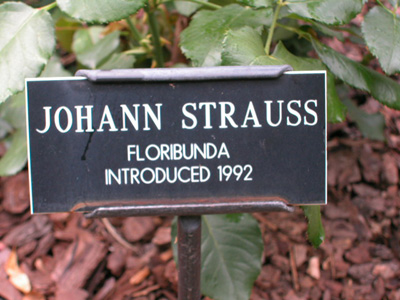 JOHANN STRAUSS
FLORIBUNDA
INTRODUCED 1992